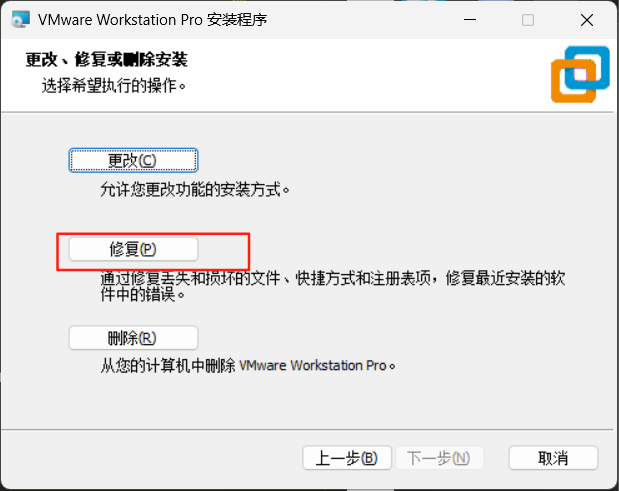 VMware Workstation Pro 安装程序
更改、修复或删除安装
选择希望执行的操作。
更改(C)
允许您更改功能的安装方式。
修复(P)
通过修复丢失和损坏的文件、快捷方式和注册表项，修复最近安装的软
件中的错误。
删除(R)
从您的计算机中删除 VMware Workstation Pro。
上一步(B) 下一步(N) 取消